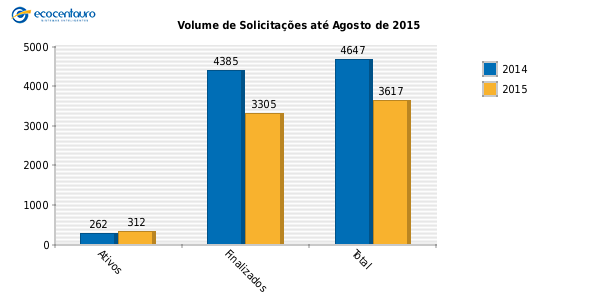 ecocentauro
Volume de Solicitações até Agosto de 2015
5000
4000
3000
2000
1000
0
262
312
4385
3305
4647
3617
Ativos
Finalizados
Total
2014
2015